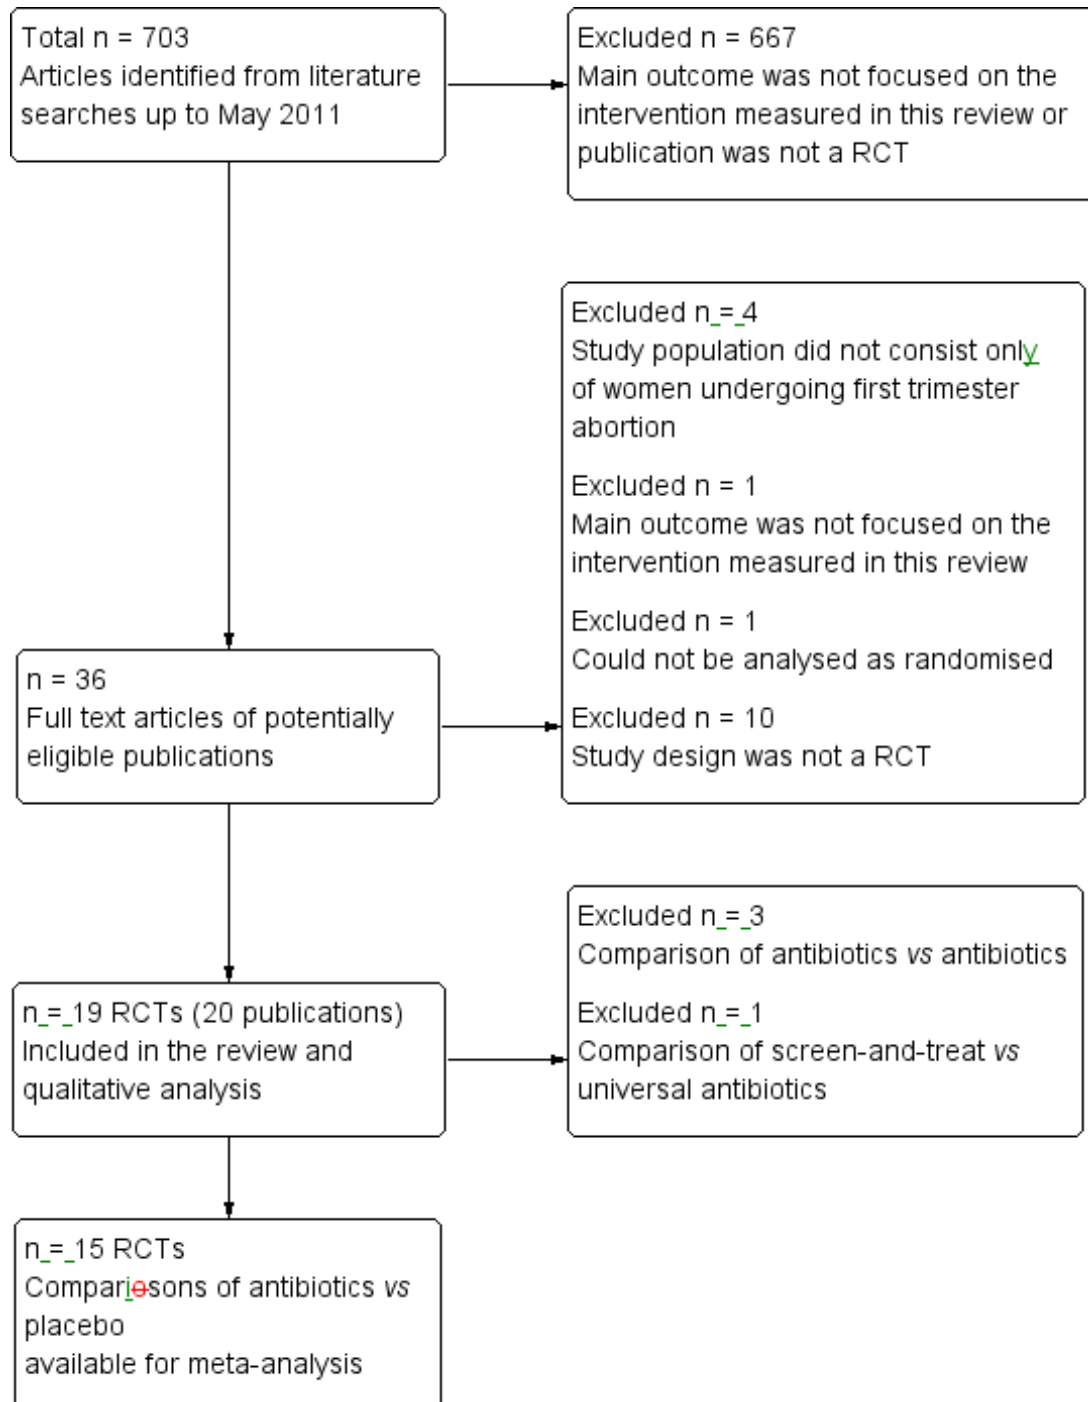 Total n = 703
Articles identified from literature
searches up to May 2011
Excluded n = 667
Main outcome was not focused on the
intervention measured in this review or
publication was not a RCT
Excluded n = 4
Study population did not consist only
of women undergoing first trimester
abortion
Excluded n = 1
Main outcome was not focused on the
intervention measured in this review
Excluded n = 1
Could not be analysed as randomised
Excluded n = 10
Study design was not a RCT
n = 36
Full text articles of potentially
eligible publications
Excluded n = 3
Comparison of antibiotics vs antibiotics
Excluded n = 1
Comparison of screen-and-treat vs
universal antibiotics
n = 19 RCTs (20 publications)
Included in the review and
qualitative analysis
n = 15 RCTs
Compariosons of antibiotics vs
placebo
available for meta-analysis